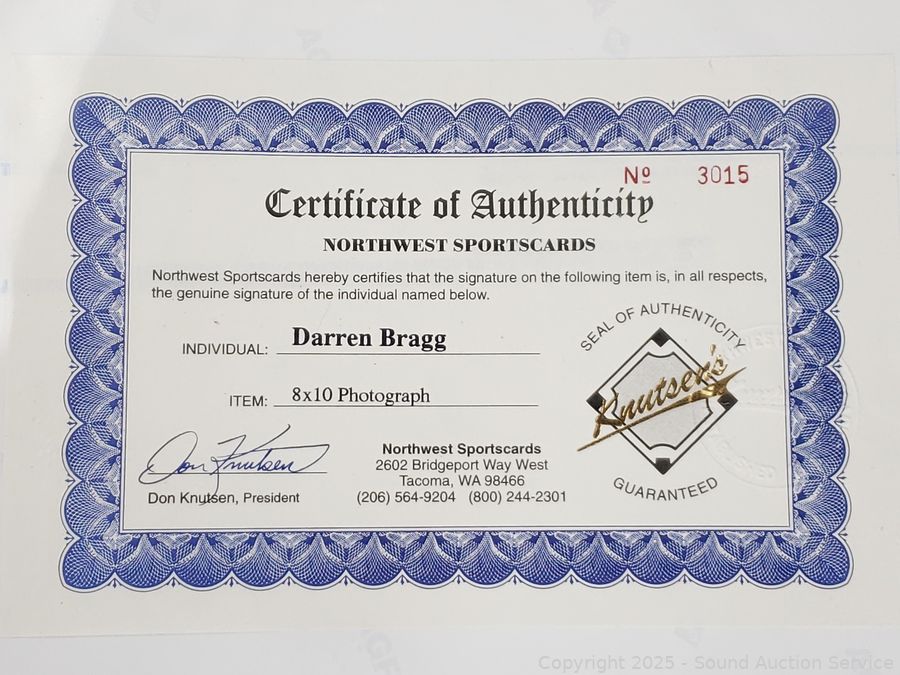 Nº 3015
Certificate of Authenticity
NORTHWEST SPORTSCARDS
Northwest Sportscards hereby certifies that the signature on the following item is, in all respects,
the genuine signature of the individual named below.
INDIVIDUAL: Darren Bragg
ITEM: 8x10 Photograph
SEAL OF AUTHENTICITY
Knutsen's
GUARANTEED
Don Knutsen
Don Knutsen, President
Northwest Sportscards
2602 Bridgeport Way West
Tacoma, WA 98466
(206) 564-9204 (800) 244-2301
Copyright 2025 - Sound Auction Service